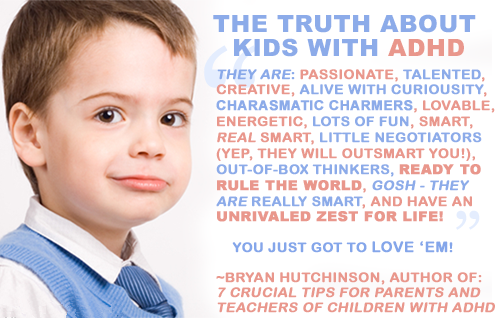 THE TRUTH ABOUT
KIDS WITH ADHD
“
THEY ARE: PASSIONATE, TALENTED,
CREATIVE, ALIVE WITH CURIOUSITY,
CHARASMATIC CHARMERS, LOVABLE,
ENERGETIC, LOTS OF FUN, SMART,
REAL SMART, LITTLE NEGOTIATORS
(YEP, THEY WILL OUTSMART YOU!),
OUT-OF-BOX THINKERS, READY TO
RULE THE WORLD, GOSH - THEY
ARE REALLY SMART, AND HAVE AN
UNRIVALED ZEST FOR LIFE! ”
YOU JUST GOT TO LOVE ‘EM!
~BRYAN HUTCHINSON, AUTHOR OF:
7 CRUCIAL TIPS FOR PARENTS AND
TEACHERS OF CHILDREN WITH ADHD